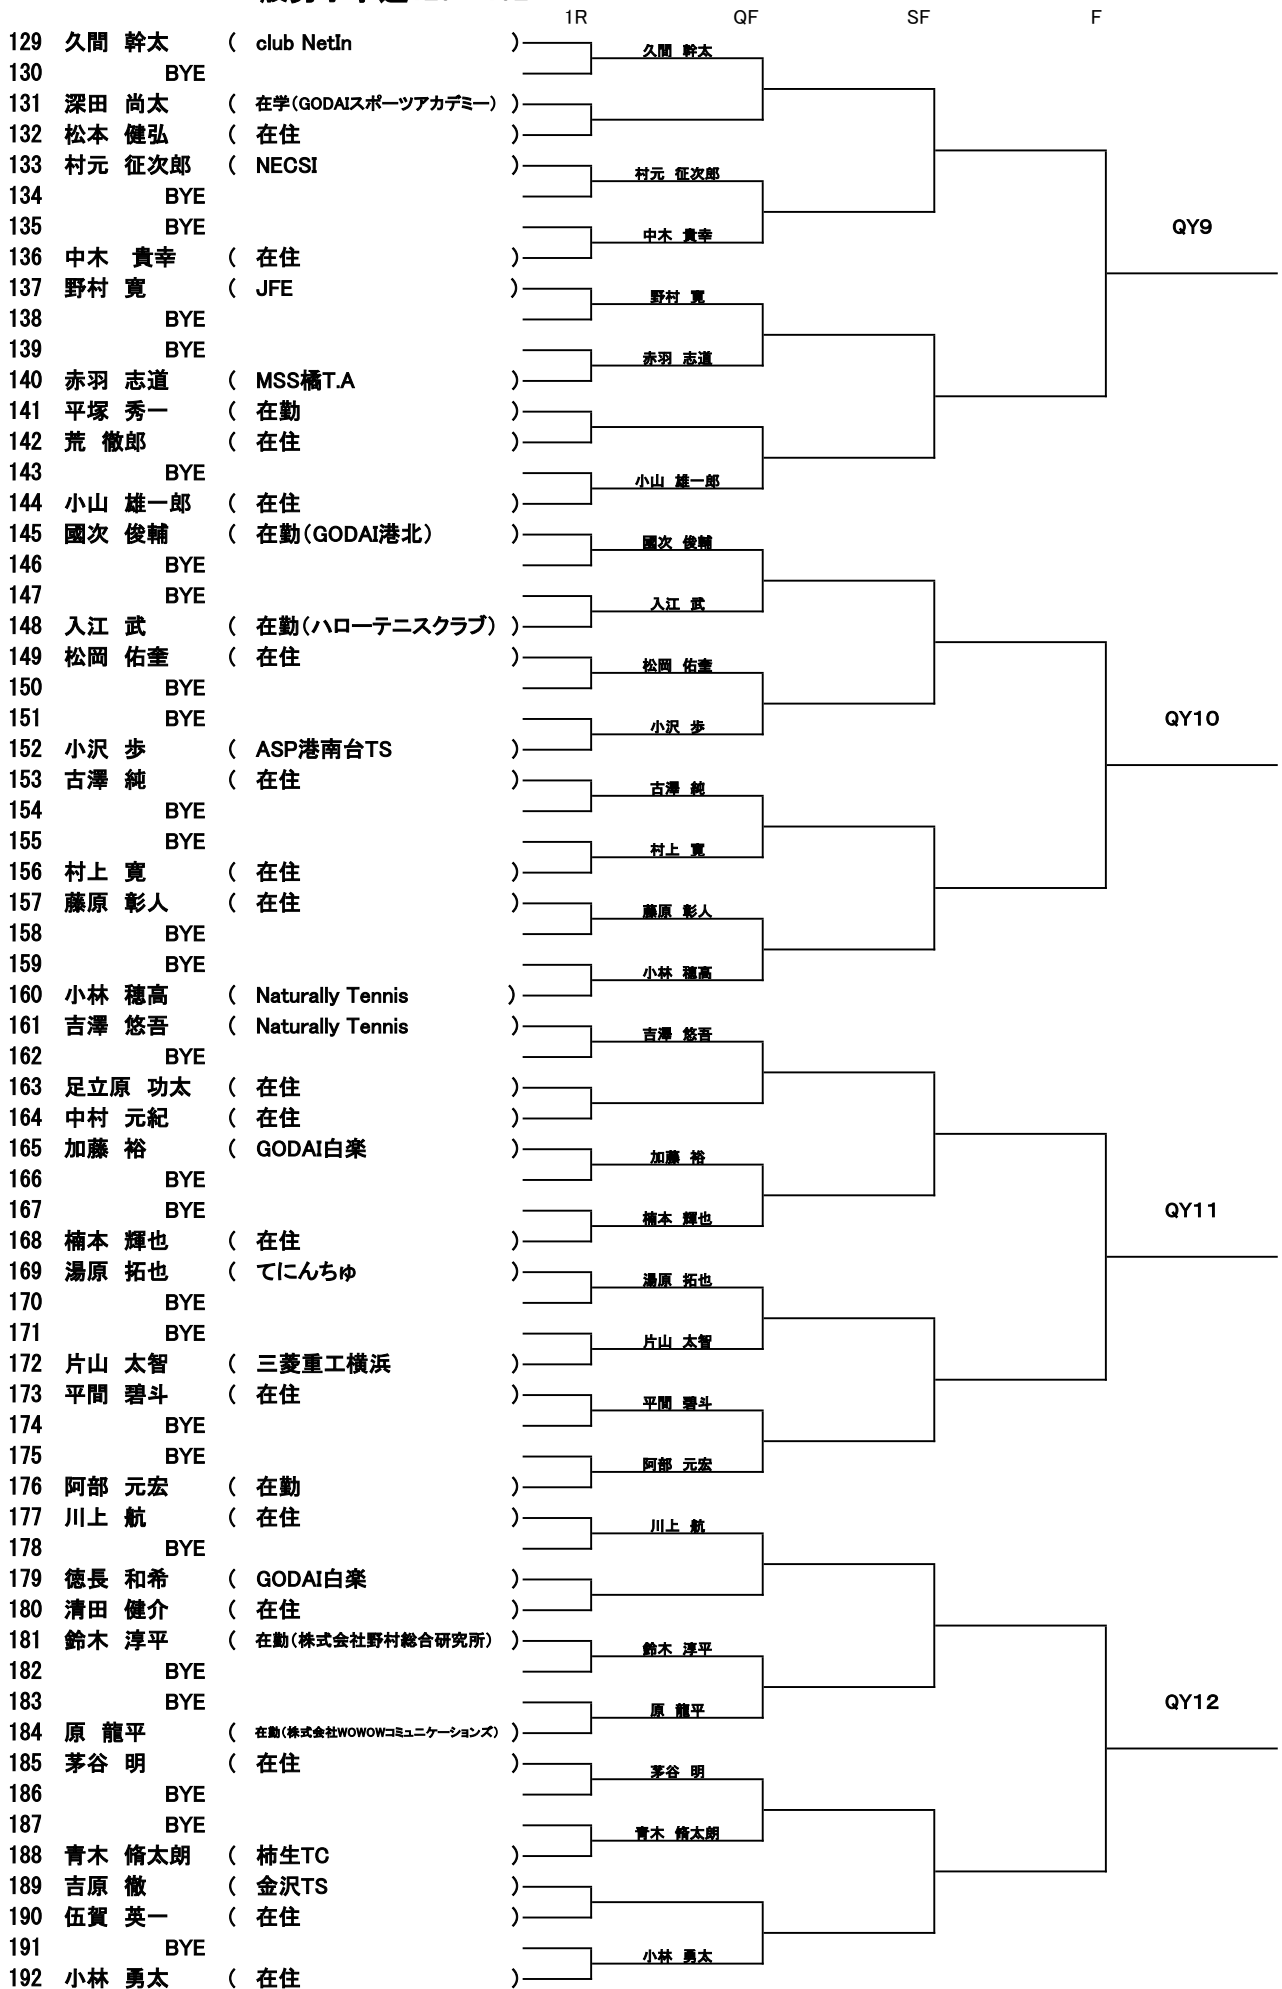 1R QF SF F
129 久間 幹太 ( club NetIn )
久間 幹太
130 BYE
131 深田 尚太 ( 在学(GODAIスポーツアカデミー) )
132 松本 健弘 ( 在住 )
133 村元 征次郎 ( NECSI )
村元 征次郎
134 BYE
135 BYE
QY9
中木 貴幸
136 中木 貴幸 ( 在住 )
137 野村 寛 ( JFE )
野村 寛
138 BYE
139 BYE
赤羽 志道
140 赤羽 志道 ( MSS橘T.A )
141 平塚 秀一 ( 在勤 )
142 荒 徹郎 ( 在住 )
143 BYE
小山 雄一郎
144 小山 雄一郎 ( 在住 )
145 國次 俊輔 ( 在勤(GODAI港北) )
國次 俊輔
146 BYE
147 BYE
入江 武
148 入江 武 ( 在勤(ハローテニスクラブ) )
149 松岡 佑奎 ( 在住 )
松岡 佑奎
150 BYE
151 BYE
QY10
小沢 歩
152 小沢 歩 ( ASP港南台TS )
153 古澤 純 ( 在住 )
古澤 純
154 BYE
155 BYE
村上 寛
156 村上 寛 ( 在住 )
157 藤原 彰人 ( 在住 )
藤原 彰人
158 BYE
159 BYE
小林 穂高
160 小林 穂高 ( Naturally Tennis )
161 吉澤 悠吾 ( Naturally Tennis )
吉澤 悠吾
162 BYE
163 足立原 功太 ( 在住 )
164 中村 元紀 ( 在住 )
165 加藤 裕 ( GODAI白楽 )
加藤 裕
166 BYE
167 BYE
QY11
楠本 輝也
168 楠本 輝也 ( 在住 )
169 湯原 拓也 ( てにんちゅ )
湯原 拓也
170 BYE
171 BYE
片山 太智
172 片山 太智 ( 三菱重工横浜 )
173 平間 碧斗 ( 在住 )
平間 碧斗
174 BYE
175 BYE
阿部 元宏
176 阿部 元宏 ( 在勤 )
177 川上 航 ( 在住 )
川上 航
178 BYE
179 徳長 和希 ( GODAI白楽 )
180 清田 健介 ( 在住 )
181 鈴木 淳平 ( 在勤(株式会社野村総合研究所) )
鈴木 淳平
182 BYE
183 BYE
QY12
原 龍平
184 原 龍平 ( 在勤(株式会社WOWOWコミュニケーションズ) )
185 茅谷 明 ( 在住 )
茅谷 明
186 BYE
187 BYE
青木 脩太朗
188 青木 脩太朗 ( 柿生TC )
189 吉原 徹 ( 金沢TS )
190 伍賀 英一 ( 在住 )
191 BYE
小林 勇太
192 小林 勇太 ( 在住 )